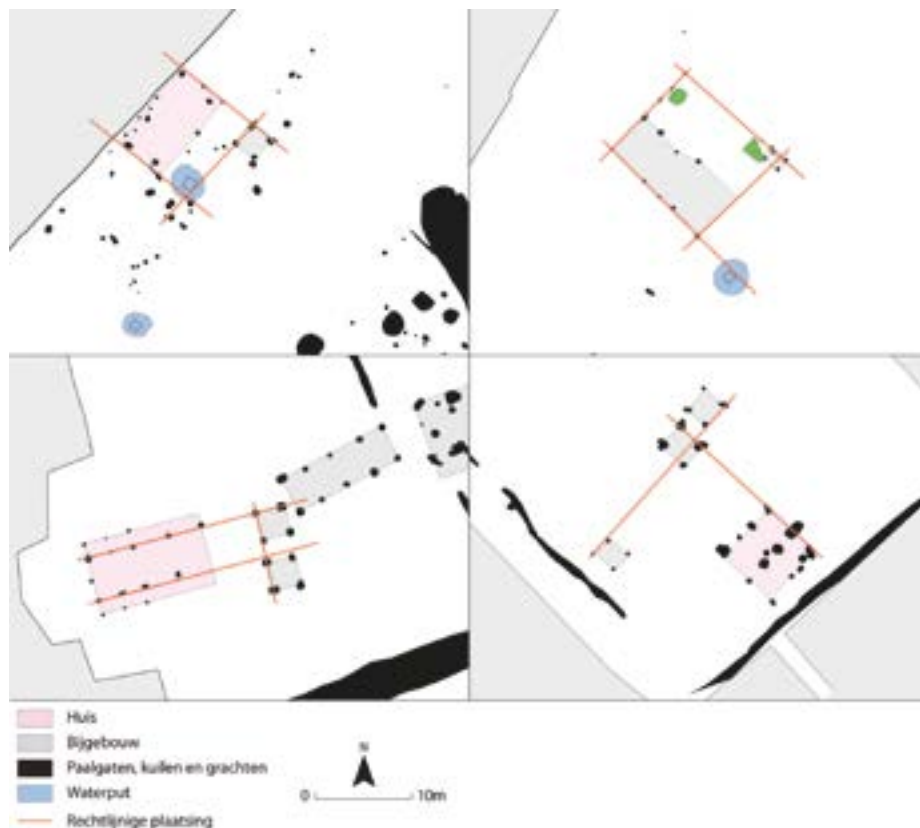 Huis
Bijgebouw
Paalgaten, kuilen en grachten
Waterput
Rechtlijnige plaatsing
N
0 10m